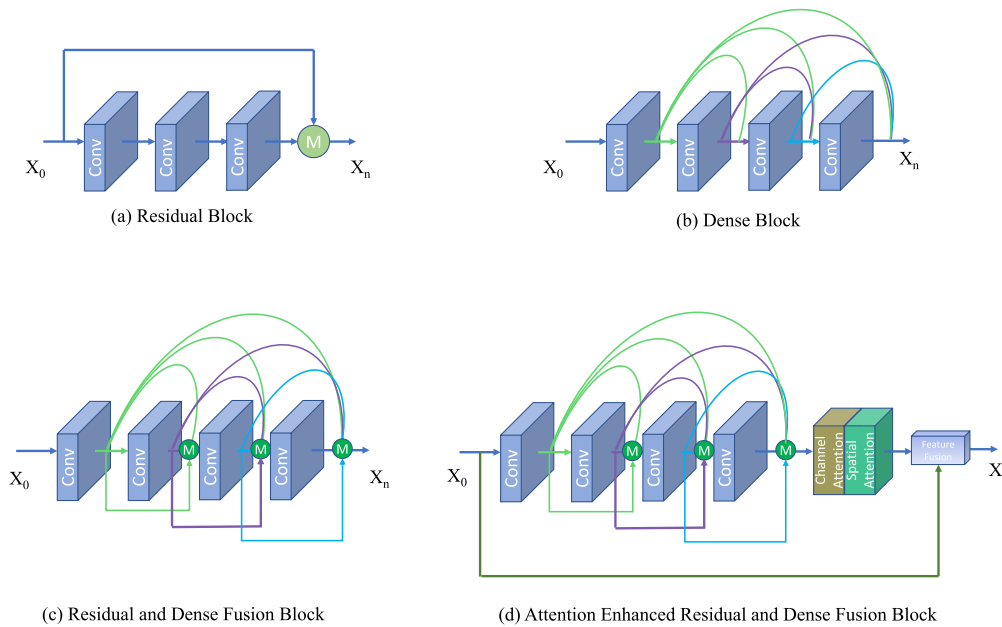 Conv
Conv
Conv
M
X0
Xn
(a) Residual Block
Conv
Conv
Conv
Conv
X0
Xn
(b) Dense Block
Conv
Conv
M
Conv
M
Conv
M
X0
Xn
(c) Residual and Dense Fusion Block
Conv
Conv
M
Conv
M
Conv
M
Channel
Attention
Spatial
Attention
Feature
Fusion
X0
X
(d) Attention Enhanced Residual and Dense Fusion Block